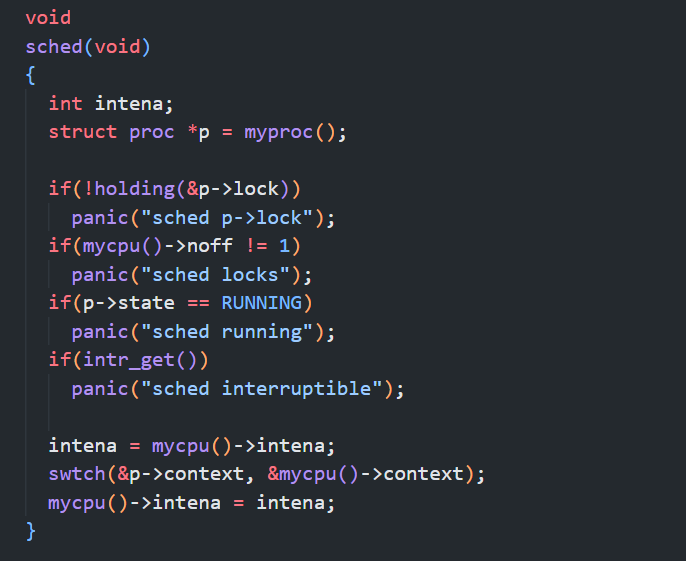 void
sched(void)
{
  int intena;
  struct proc *p = myproc();

  if(!holding(&p->lock))
    panic("sched p->lock");
  if(mycpu()->noff != 1)
    panic("sched locks");
  if(p->state == RUNNING)
    panic("sched running");
  if(intr_get())
    panic("sched interruptible");

  intena = mycpu()->intena;
  swtch(&p->context, &mycpu()->context);
  mycpu()->intena = intena;
}